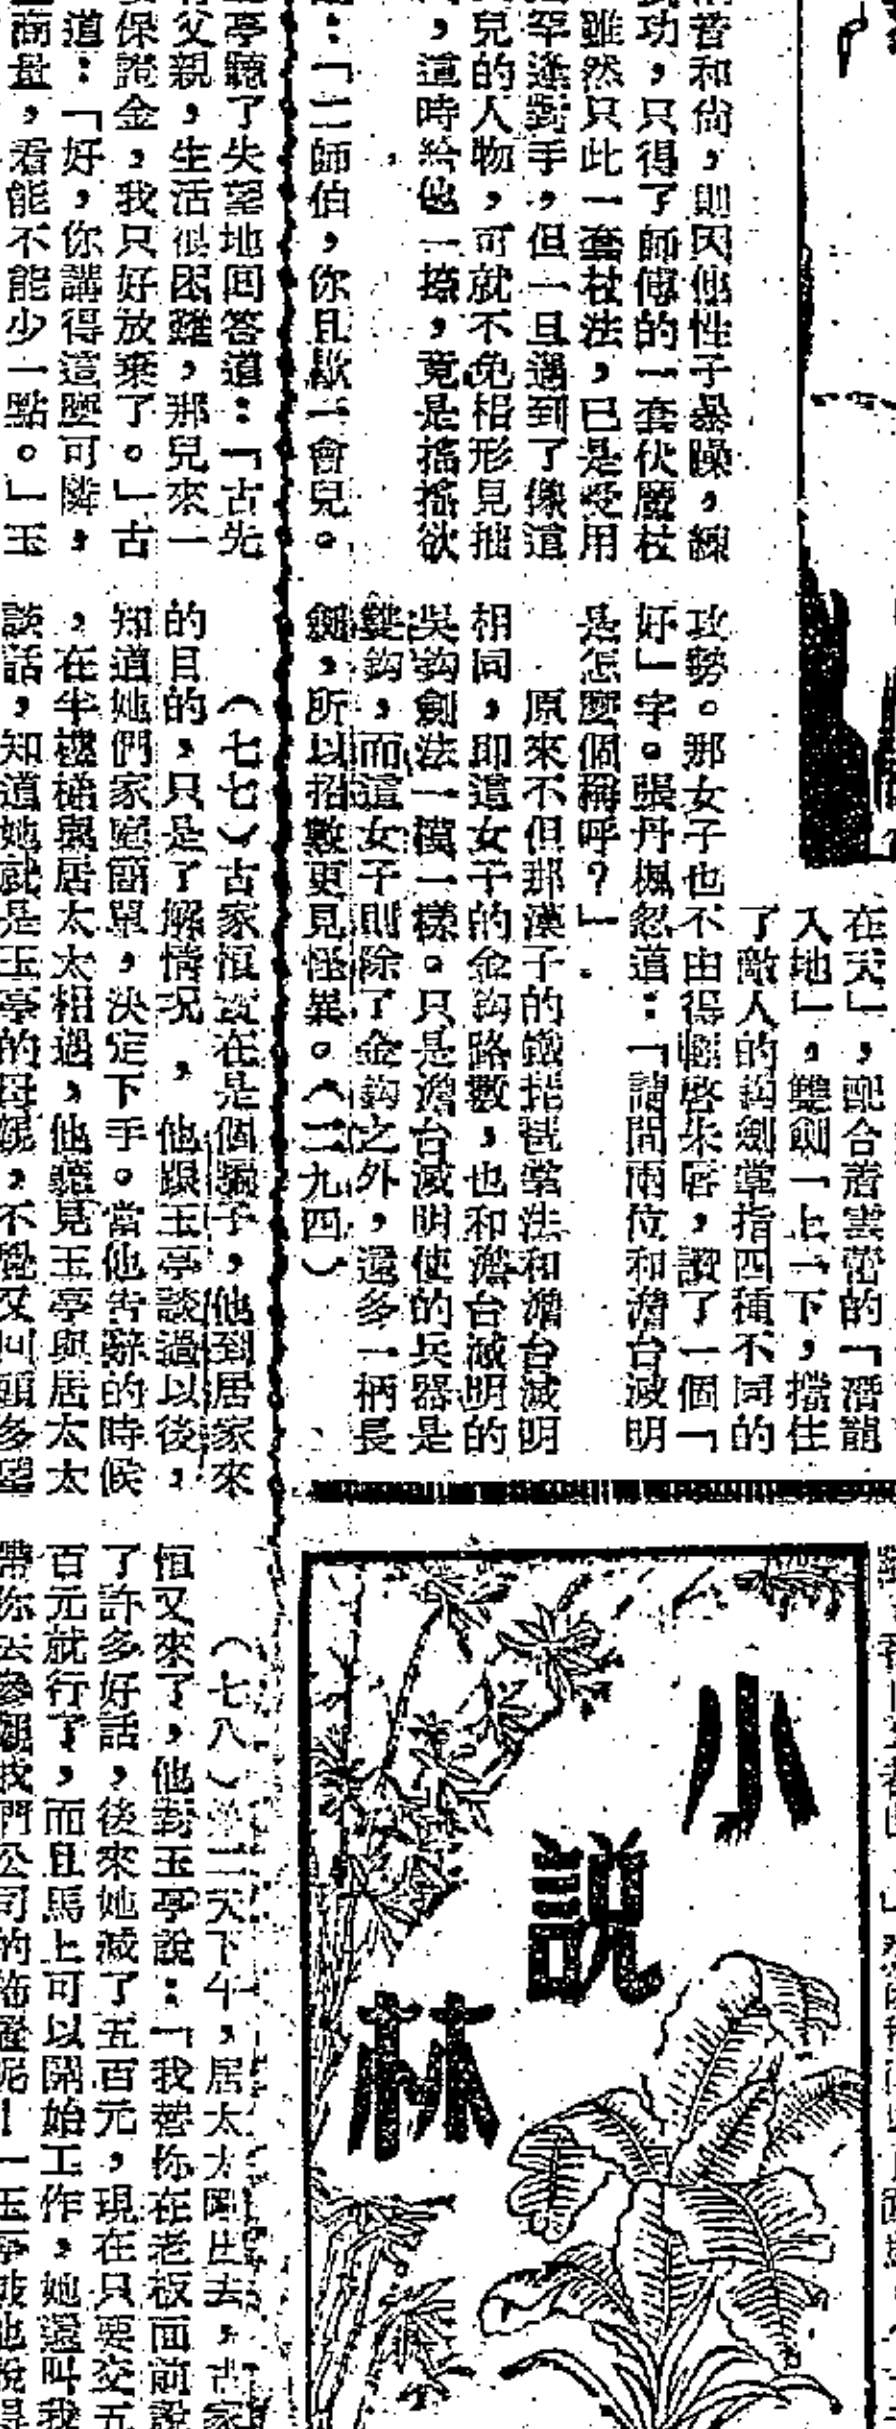 和尚，則因他性子暴躁，練
功，只得了師傅的一套伏魔杖
雖然只此一套杖法，已是受用
罕逢對手，但一旦遇到了像這
兒的人物，可就不免相形見拙
，這時給他一擦，竟是搖搖欲
：「二師伯，你且歇一會兒。
在天」，配合蕭雲的「潛龍
入地」，雙劍一上一下，擋住
了敵人的鈎劍掌指四種不同的
攻勢。那女子也不由得輕啓朱唇，讚了一個「
好」字。張丹楓忽道：「請問兩位和澹台滅明
是怎麼個稱呼？」
原來不但那漢子的鐵指琶掌法和澹台滅明
相同，即這女子的金鈎路數，也和澹台滅明的
吳鈎劍法一模一樣。只是澹台滅明使的兵器是
雙鈎，而這女子則除了金鈎之外，還多一柄長
劍，所以招數更見怪異。（二九四）
小說林
亭聽了失望地回答道：「古先
父親，生活很困難，那兒來一
保證金，我只好放棄了。」古
道：「好，你講得這麼可隣，
商量，看能不能少一點。」玉
（七七）古家恒實在是個騙子，他到居家來
的目的，只是了解情況，他跟玉亭談過以後，
知道她們家庭簡單，決定下手。當他告辭的時候
，在半樓梯與居太太相遇，他聽見玉亭與居太太
談話，知道她就是玉亭的母親，不覺又回頭多望
（七八）第二天下午，居太太剛出去，古家
恒又來了，他對玉亭說：「我替你在老板面前說
了許多好話，後來她減了五百元，現在只要交五
百元就行了，而且馬上可以開始工作，她還叫我
帶你去參觀我們公司的